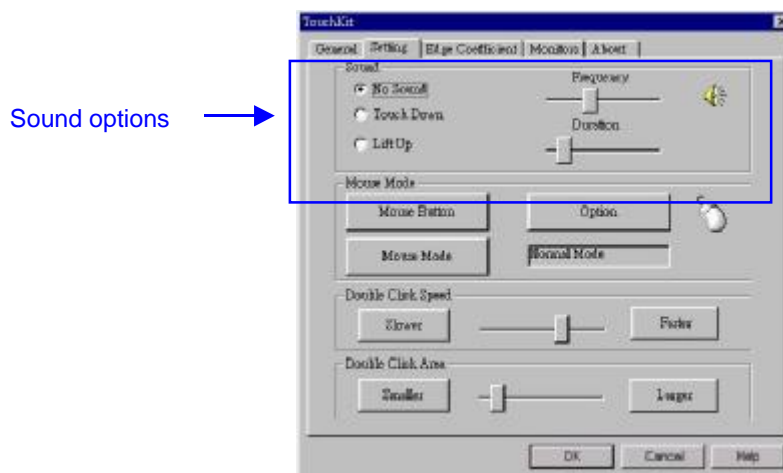 TouchKit
General Setting Edge Coefficient Monitors About
Sound
No Sound
Frequency
Sound options
Touch Down
Duration
Lift Up
Mouse Mode
Mouse Button Option
Mouse Mode Normal Mode
Double Click Speed
Slower Faster
Double Click Area
Smaller Larger
OK Cancel Help